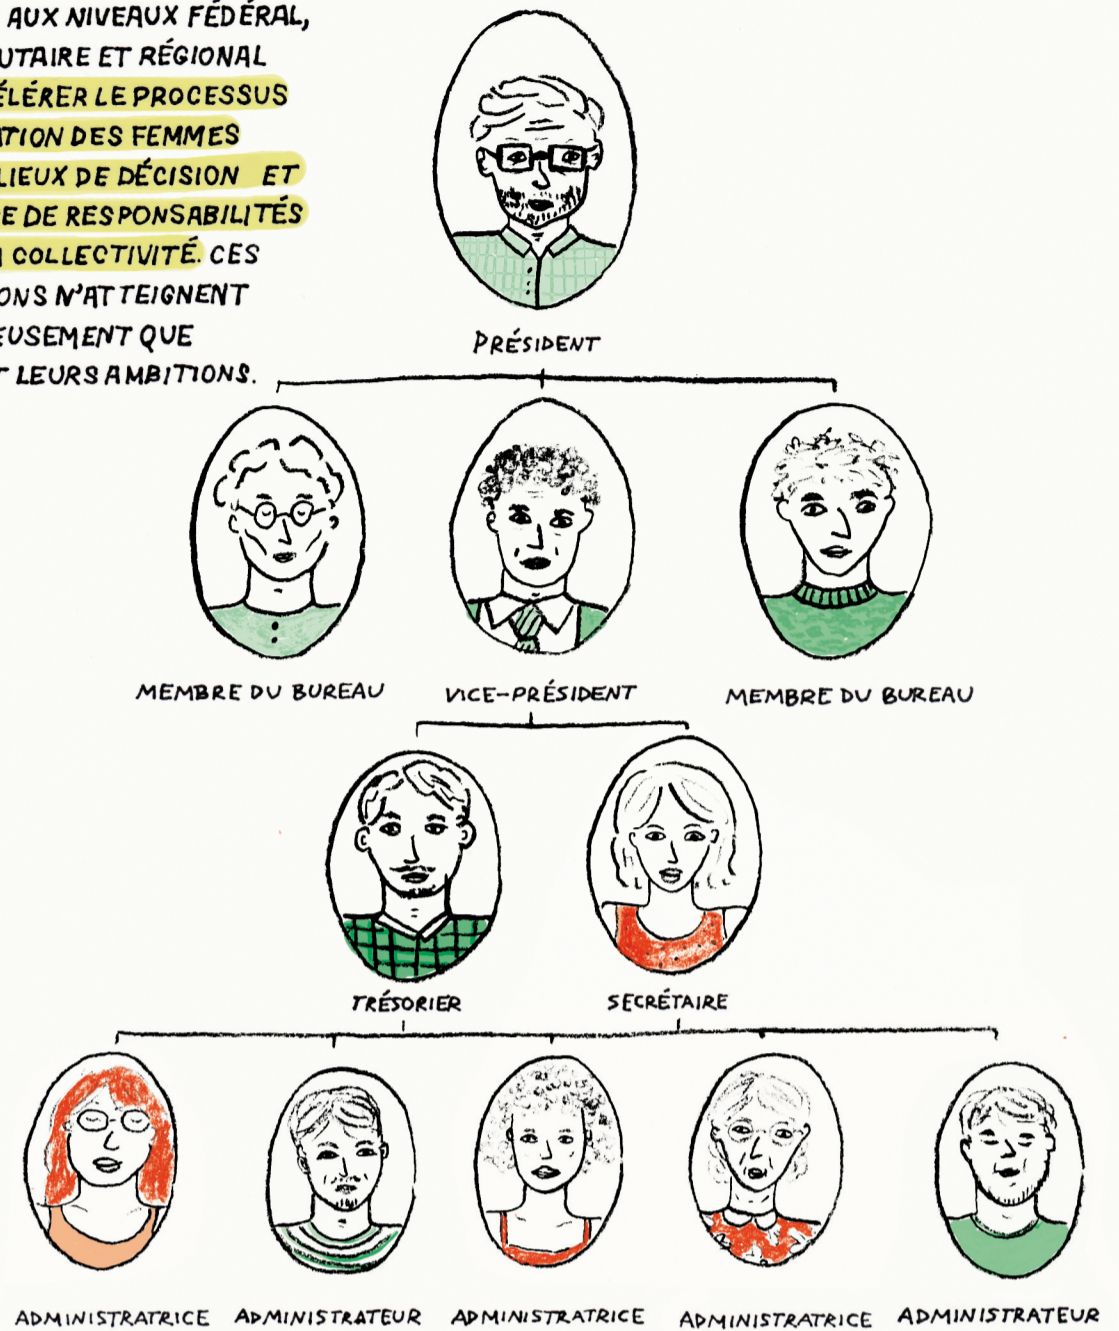 AUX NIVEAUX FÉDÉRAL,
UTAIRE ET RÉGIONAL
ÉLÉRER LE PROCESSUS
ATION DES FEMMES
LIEUX DE DÉCISION ET
E DE RESPONSABILITÉS
COLLECTIVITÉ. CES
ONS N'ATTEIGNENT
EUSEMENT QUE
T LEURS AMBITIONS.
PRÉSIDENT
MEMBRE DU BUREAU VICE-PRÉSIDENT MEMBRE DU BUREAU
TRÉSORIER SECRÉTAIRE
ADMINISTRATRICE ADMINISTRATEUR ADMINISTRATRICE ADMINISTRATRICE ADMINISTRATEUR